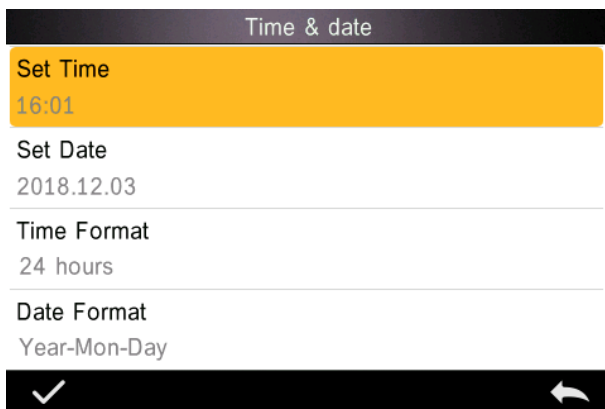 Time & date
Set Time
16:01
Set Date
2018.12.03
Time Format
24 hours
Date Format
Year-Mon-Day